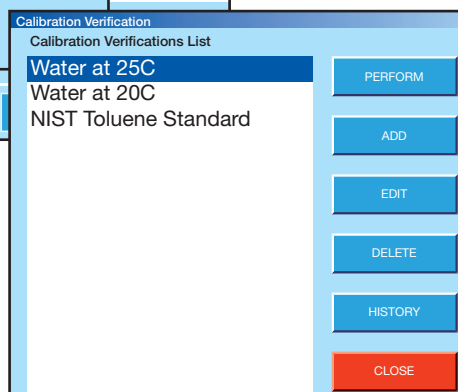 Calibration Verification
Calibration Verifications List
Water at 25C
Water at 20C
NIST Toluene Standard
PERFORM
ADD
EDIT
DELETE
HISTORY
CLOSE